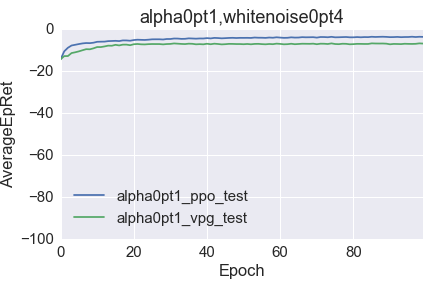 alpha0pt1,whitenoise0pt4
AverageEpRet
0
−20
−40
−60
−80
−100
alpha0pt1_ppo_test
alpha0pt1_vpg_test
0 20 40 60 80
Epoch